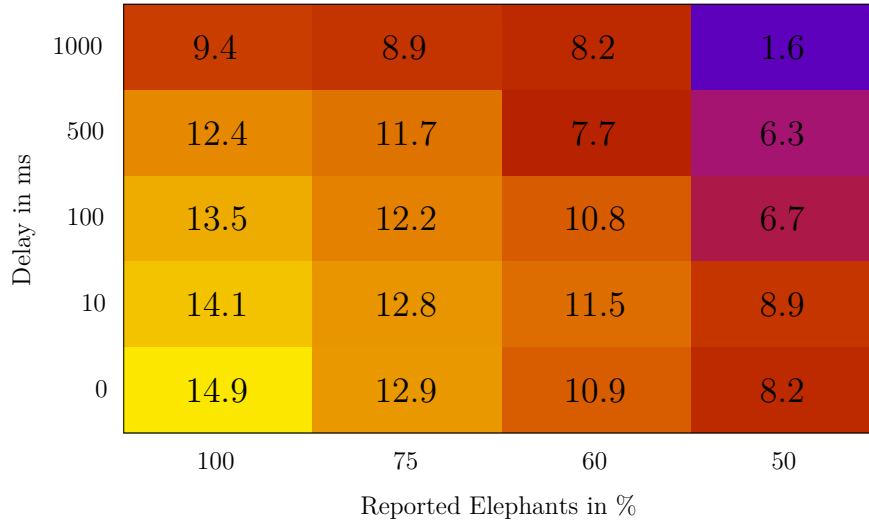 1000 9.4 8.9 8.2 1.6
500 12.4 11.7 7.7 6.3
100 13.5 12.2 10.8 6.7
10 14.1 12.8 11.5 8.9
0 14.9 12.9 10.9 8.2
100 75 60 50
Reported Elephants in %
Delay in ms